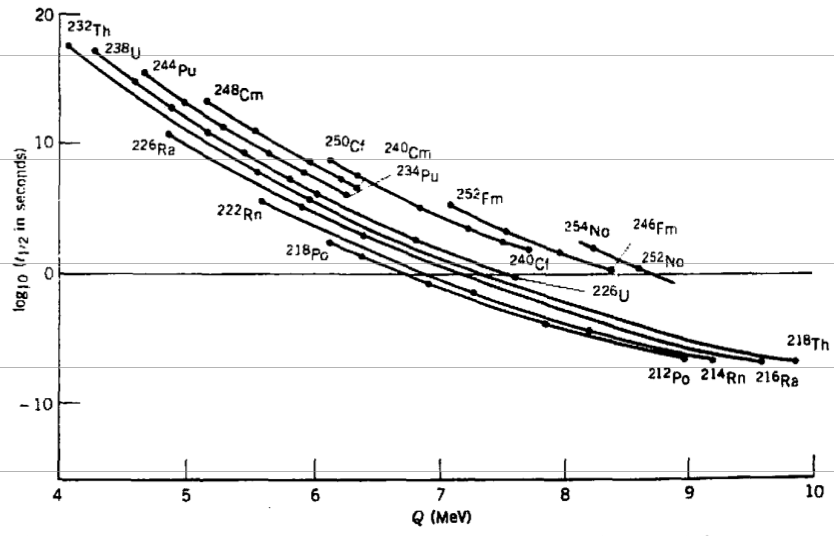 20
232Th
238U
244Pu
248Cm
10
226Ra
250Cf
240Cm
234Pu
222Rn
252Fm
254No
246Fm
218Po
252No
0
240Cf
226U
218Th
212Po
214Rn
216Ra
-10
log10 (t1/2 in seconds)
4
5
6
7
8
9
10
Q (MeV)